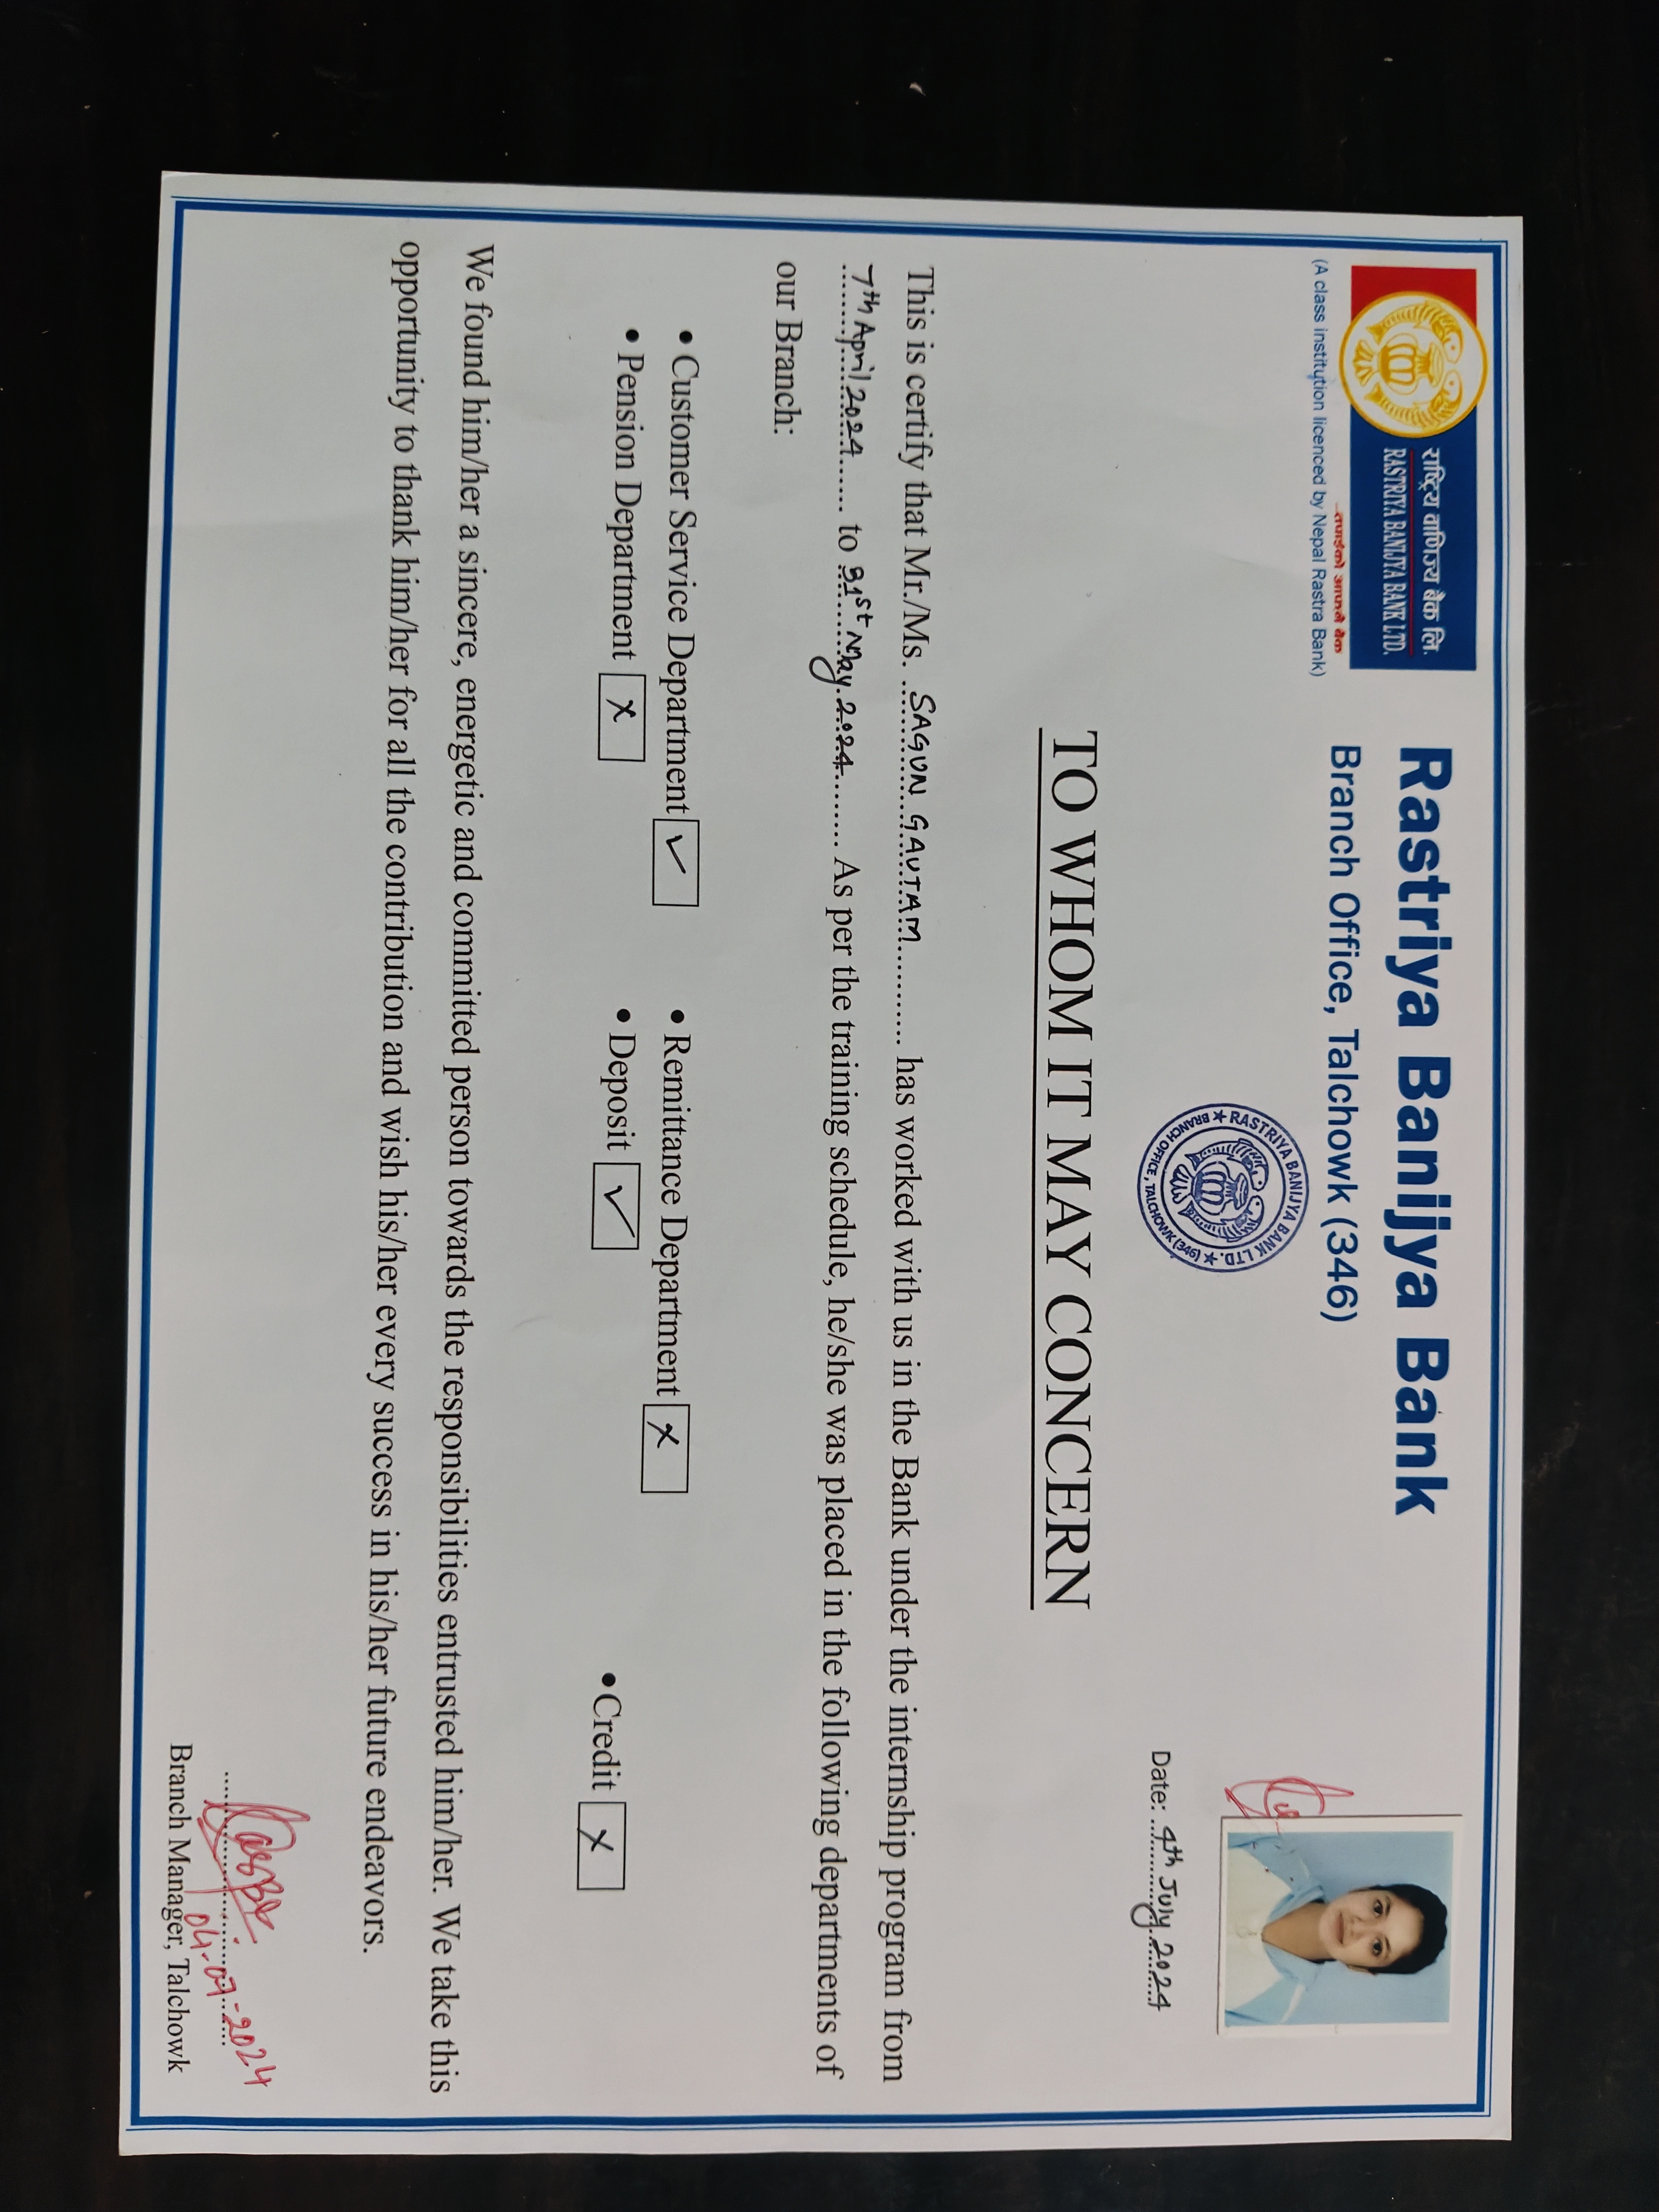 राष्ट्रिय वाणिज्य बैंक लि.
RASTRIYA BANIJYA BANK LTD.
...तपाईको आफ्नै बैंक
(A class institution licenced by Nepal Rastra Bank)
Rastriya Banijya Bank
Branch Office, Talchowk (346)
★ RASTRIYA BANIJYA BANK LTD. ★
BRANCH OFFICE, TALCHOWK (346)
Date: 4th July 2024
TO WHOM IT MAY CONCERN
This is certify that Mr./Ms. SAGUN GAUTAM has worked with us in the Bank under the internship program from
7th April 2024 to 31st May 2024 As per the training schedule, he/she was placed in the following departments of
our Branch:
• Customer Service Department ✓ • Remittance Department x
• Pension Department x • Deposit ✓ • Credit x
We found him/her a sincere, energetic and committed person towards the responsibilities entrusted him/her. We take this
opportunity to thank him/her for all the contribution and wish his/her every success in his/her future endeavors.
04-07-2024
Branch Manager, Talchowk